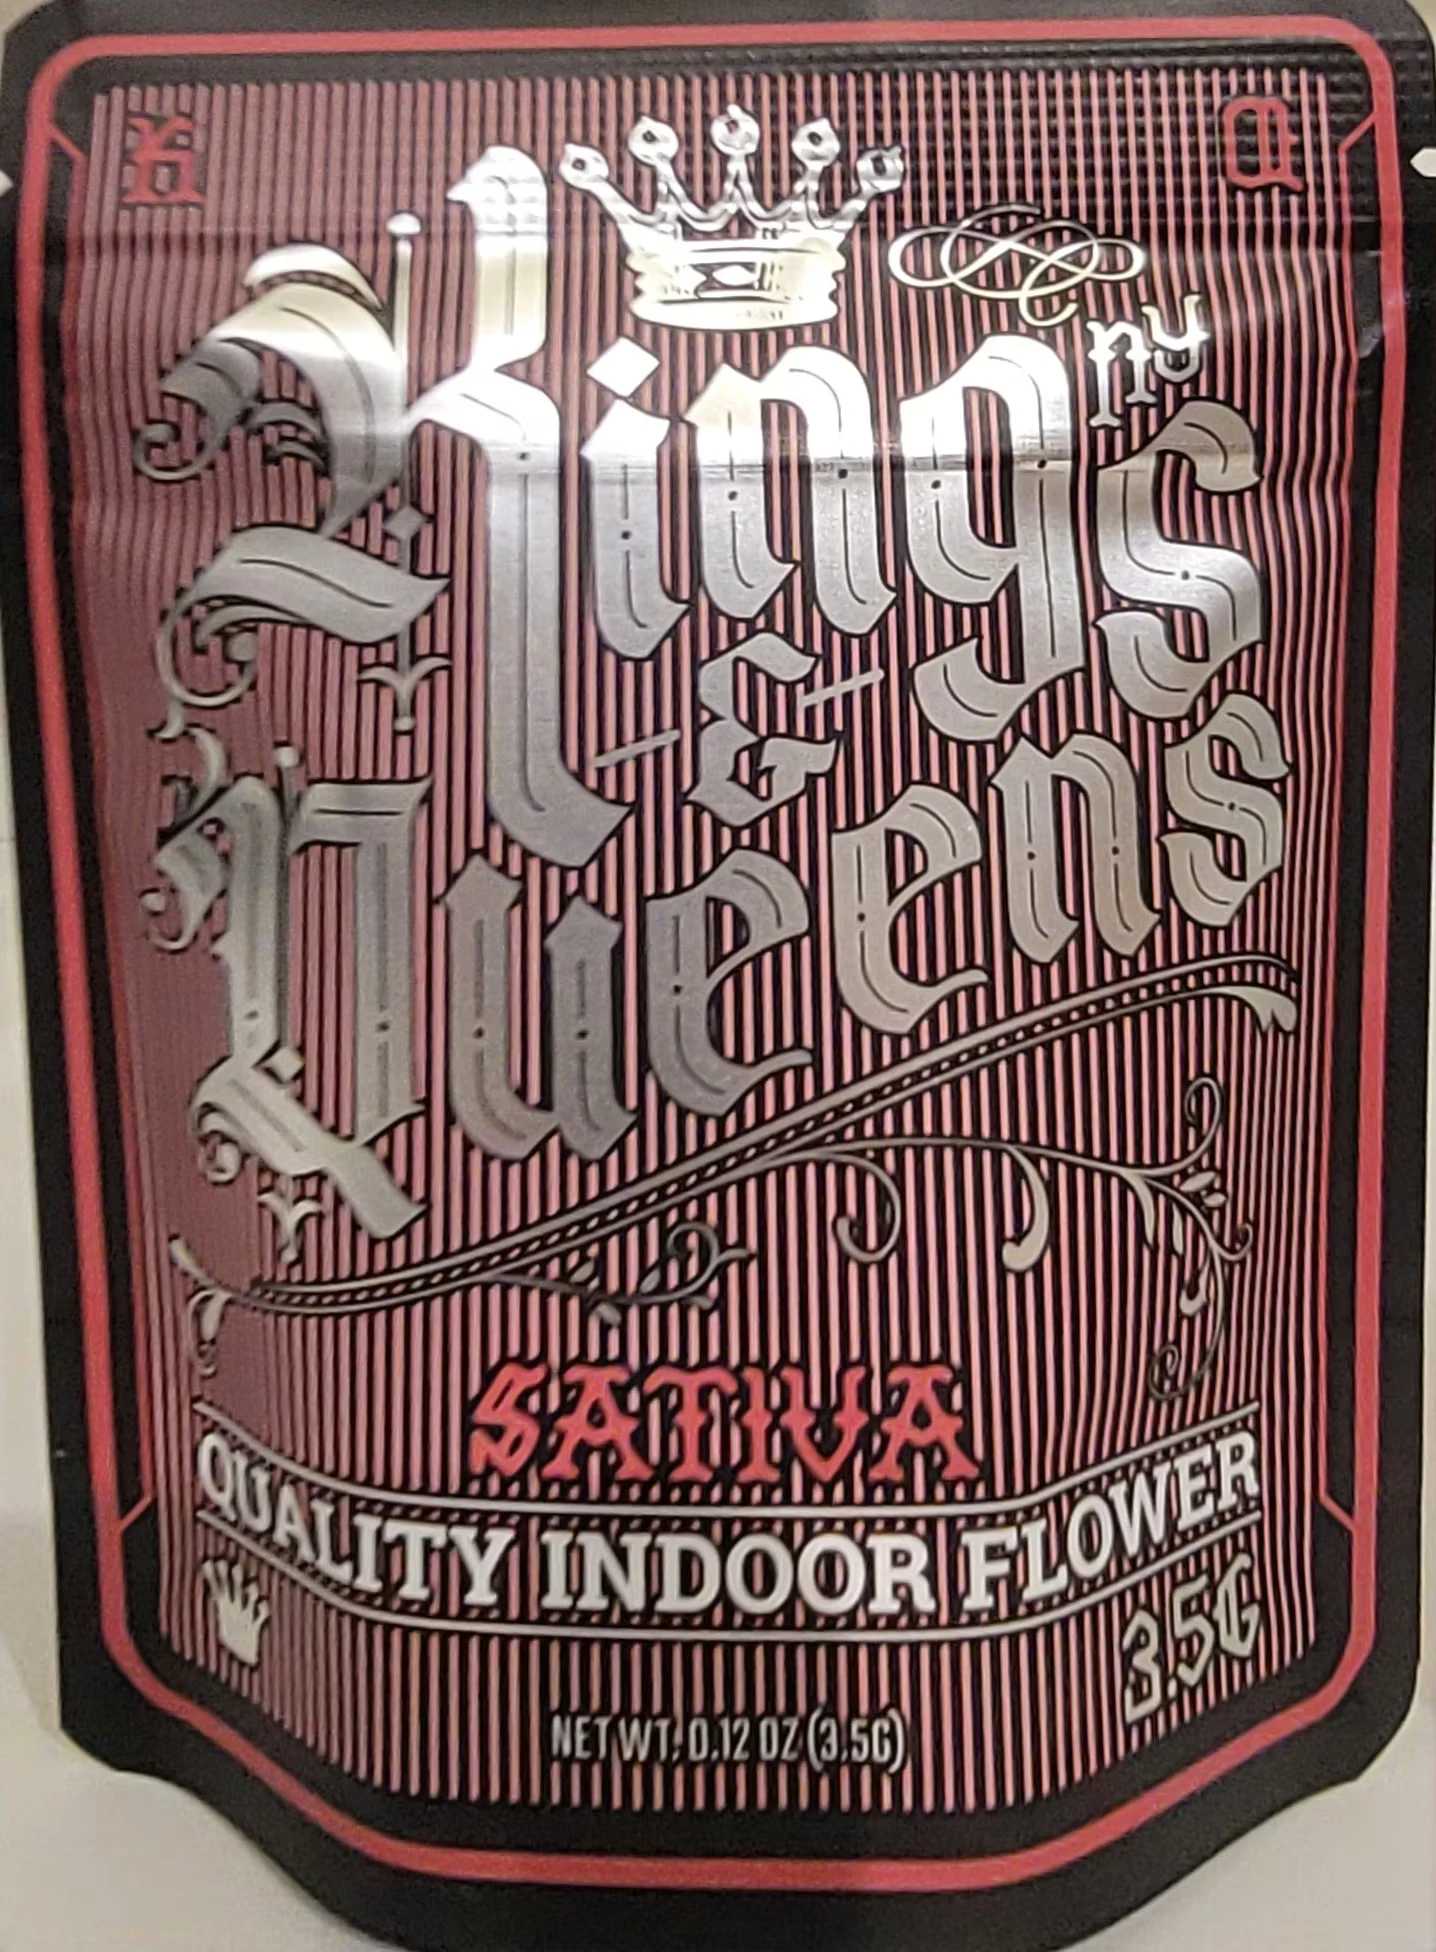 K Q
Kings
NY
&
Queens
SATIVA
QUALITY INDOOR FLOWER
3.5G
NET WT. 0.12 OZ (3.5G)